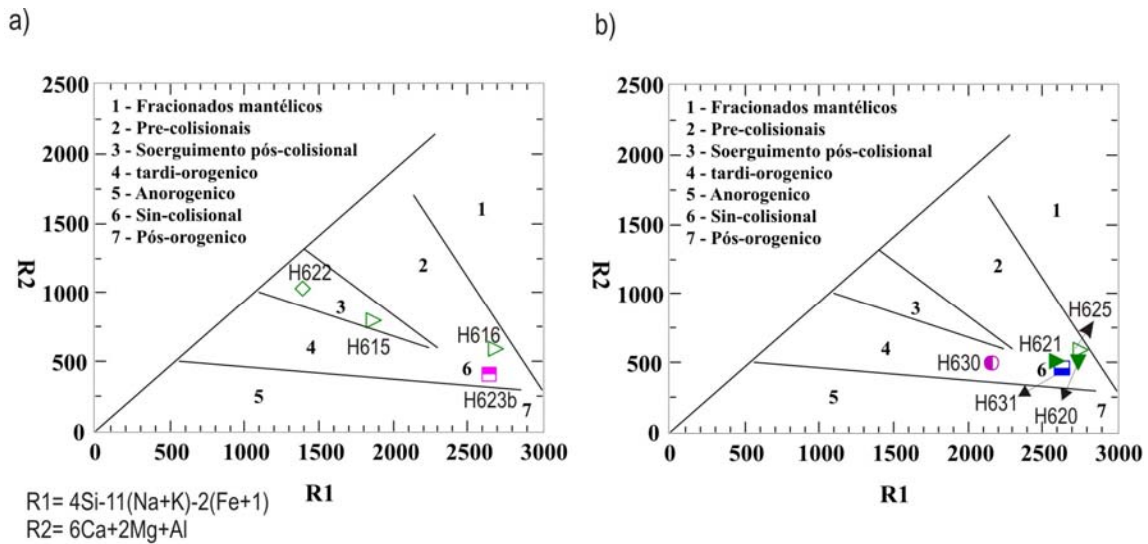 a)
2500
2000
1500
1000
500
0
R2
1 - Fracionados mantélicos
2 - Pre-colisionais
3 - Soerguimento pós-colisional
4 - tardi-orogenico
5 - Anorogenico
6 - Sin-colisional
7 - Pós-orogenico
1
2
H622
3
H615
H616
4
6
5
H623b
7
0 500 1000 1500 2000 2500 3000
R1
R1= 4Si-11(Na+K)-2(Fe+1)
R2= 6Ca+2Mg+Al
b)
2500
2000
1500
1000
500
0
R2
1 - Fracionados mantélicos
2 - Pre-colisionais
3 - Soerguimento pós-colisional
4 - tardi-orogenico
5 - Anorogenico
6 - Sin-colisional
7 - Pós-orogenico
1
2
3
H625
H621
4
H630
6
5
H631
H620
7
0 500 1000 1500 2000 2500 3000
R1